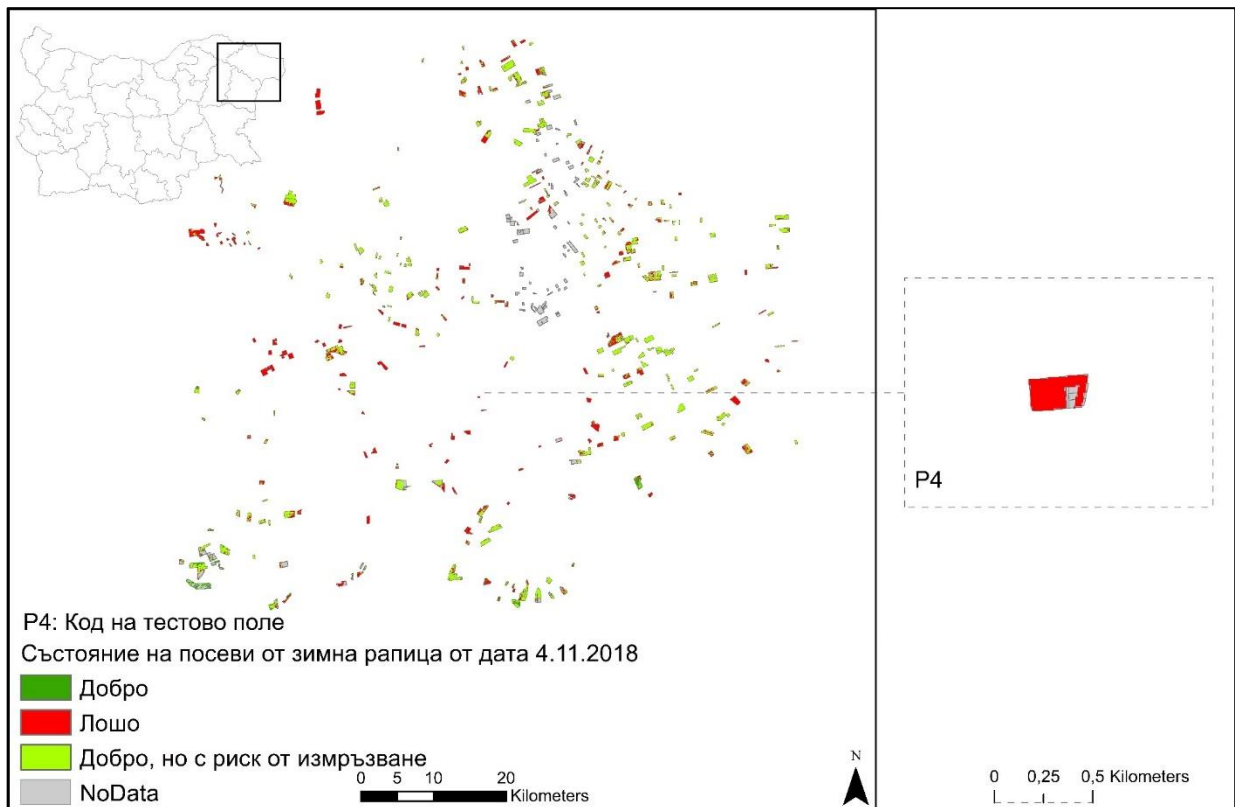 P4
P4: Код на тестово поле
Състояние на посеви от зимна рапица от дата 4.11.2018
Добро
Лошо
Добро, но с риск от измръзване
NoData
0 5 10 20
Kilometers
N
0 0,25 0,5 Kilometers